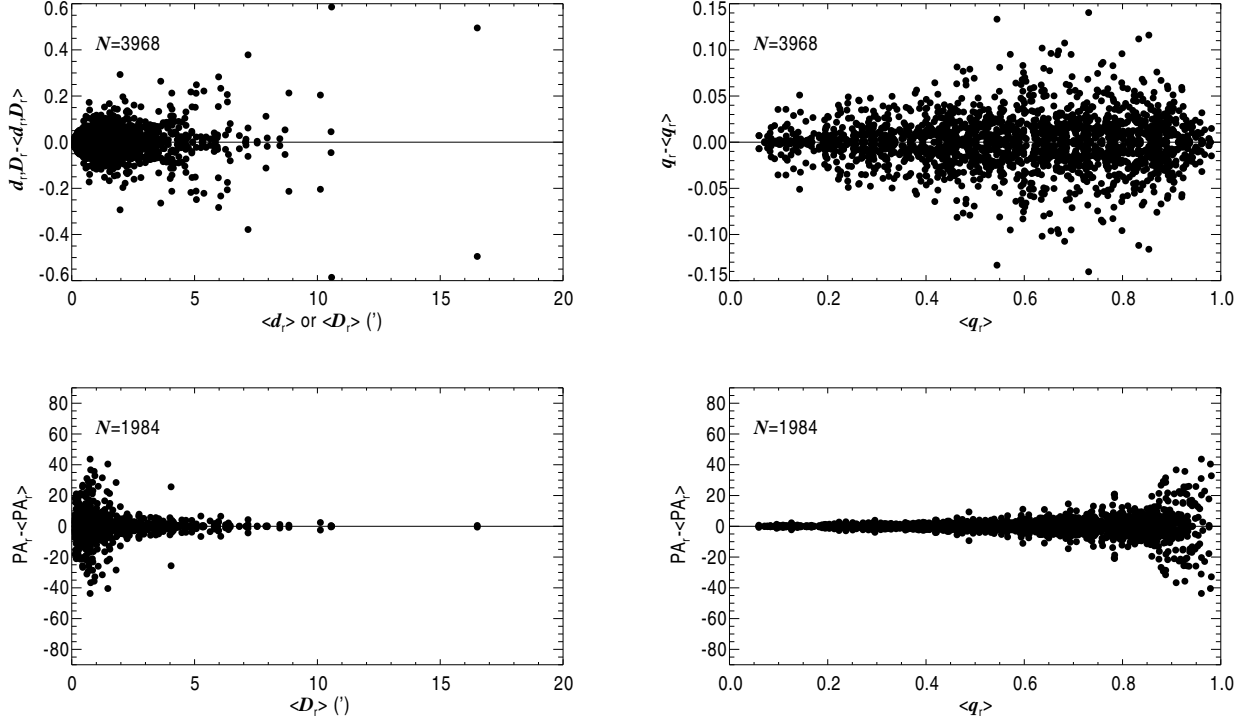 0.6
0.4
0.2
0.0
-0.2
-0.4
-0.6
d_r,D_r-<d_r,D_r>
N=3968
0 5 10 15 20
<d_r> or <D_r> (')
0.15
0.10
0.05
0.00
-0.05
-0.10
-0.15
q_r-<q_r>
N=3968
0.0 0.2 0.4 0.6 0.8 1.0
<q_r>
80
60
40
20
0
-20
-40
-60
-80
PA_r-<PA_r>
N=1984
0 5 10 15 20
<D_r> (')
80
60
40
20
0
-20
-40
-60
-80
PA_r-<PA_r>
N=1984
0.0 0.2 0.4 0.6 0.8 1.0
<q_r>